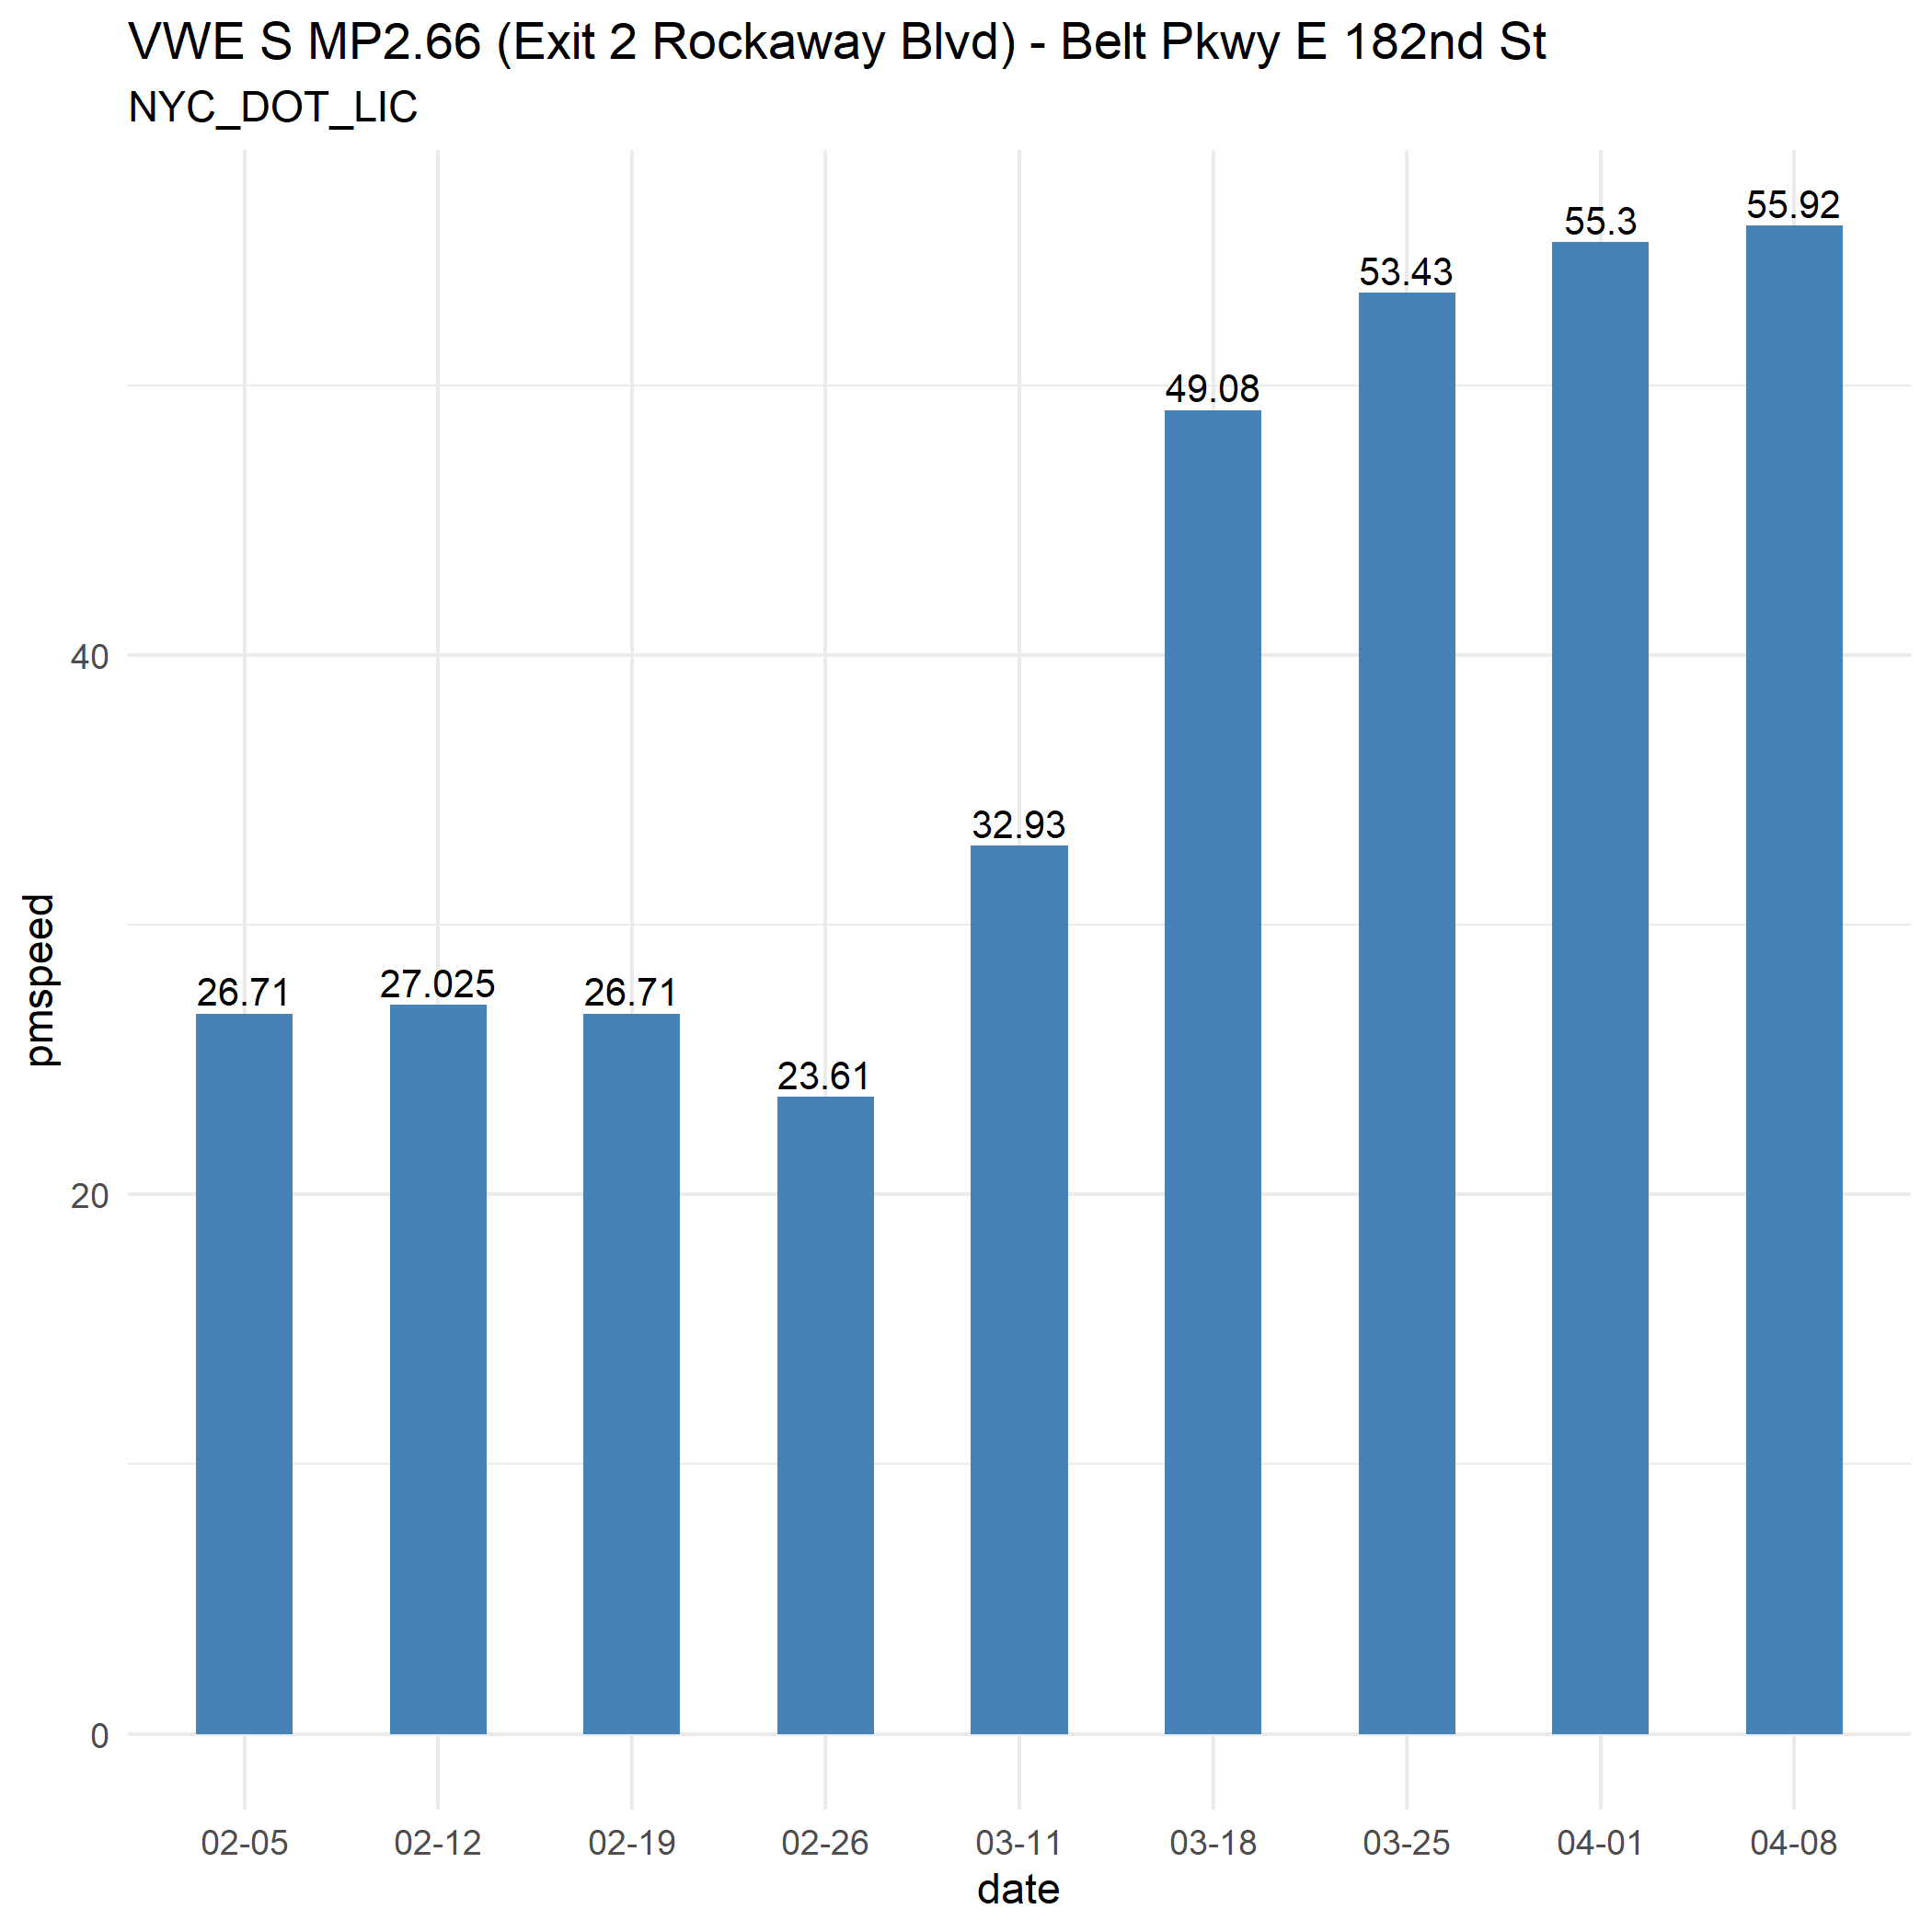 VWE S MP2.66 (Exit 2 Rockaway Blvd) - Belt Pkwy E 182nd St
NYC_DOT_LIC
55.92
55.3
53.43
49.08
40
32.93
pmspeed
26.71
27.025
26.71
23.61
20
0
02-05 02-12 02-19 02-26 03-11 03-18 03-25 04-01 04-08
date